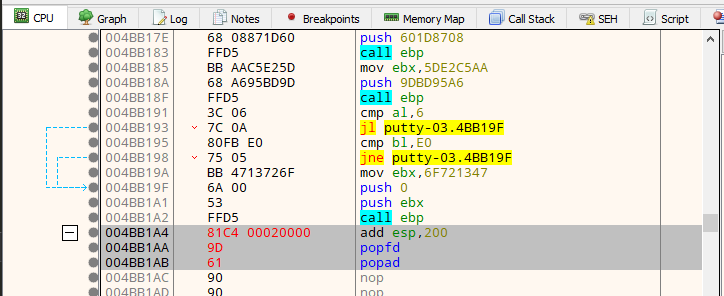 CPU Graph Log Notes Breakpoints Memory Map Call Stack SEH Script
004BB17E 68 08871D60 push 601D8708
004BB183 FFD5 call ebp
004BB185 BB AAC5E25D mov ebx,5DE2C5AA
004BB18A 68 A695BD9D push 9DBD95A6
004BB18F FFD5 call ebp
004BB191 3C 06 cmp al,6
004BB193 7C 0A jl putty-03.4BB19F
004BB195 80FB E0 cmp bl,E0
004BB198 75 05 jne putty-03.4BB19F
004BB19A BB 4713726F mov ebx,6F721347
004BB19F 6A 00 push 0
004BB1A1 53 push ebx
004BB1A2 FFD5 call ebp
004BB1A4 81C4 00020000 add esp,200
004BB1AA 9D popfd
004BB1AB 61 popad
004BB1AC 90 nop
004BB1AD 90 nop